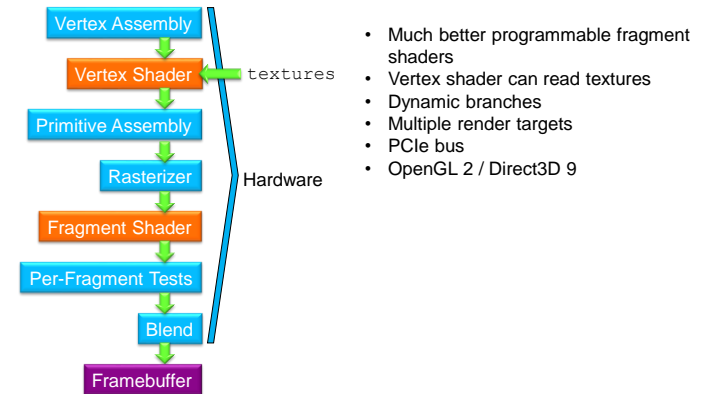 Vertex Assembly
Vertex Shader
textures
Primitive Assembly
Rasterizer
Hardware
Fragment Shader
Per-Fragment Tests
Blend
Framebuffer
• Much better programmable fragment
shaders
• Vertex shader can read textures
• Dynamic branches
• Multiple render targets
• PCIe bus
• OpenGL 2 / Direct3D 9